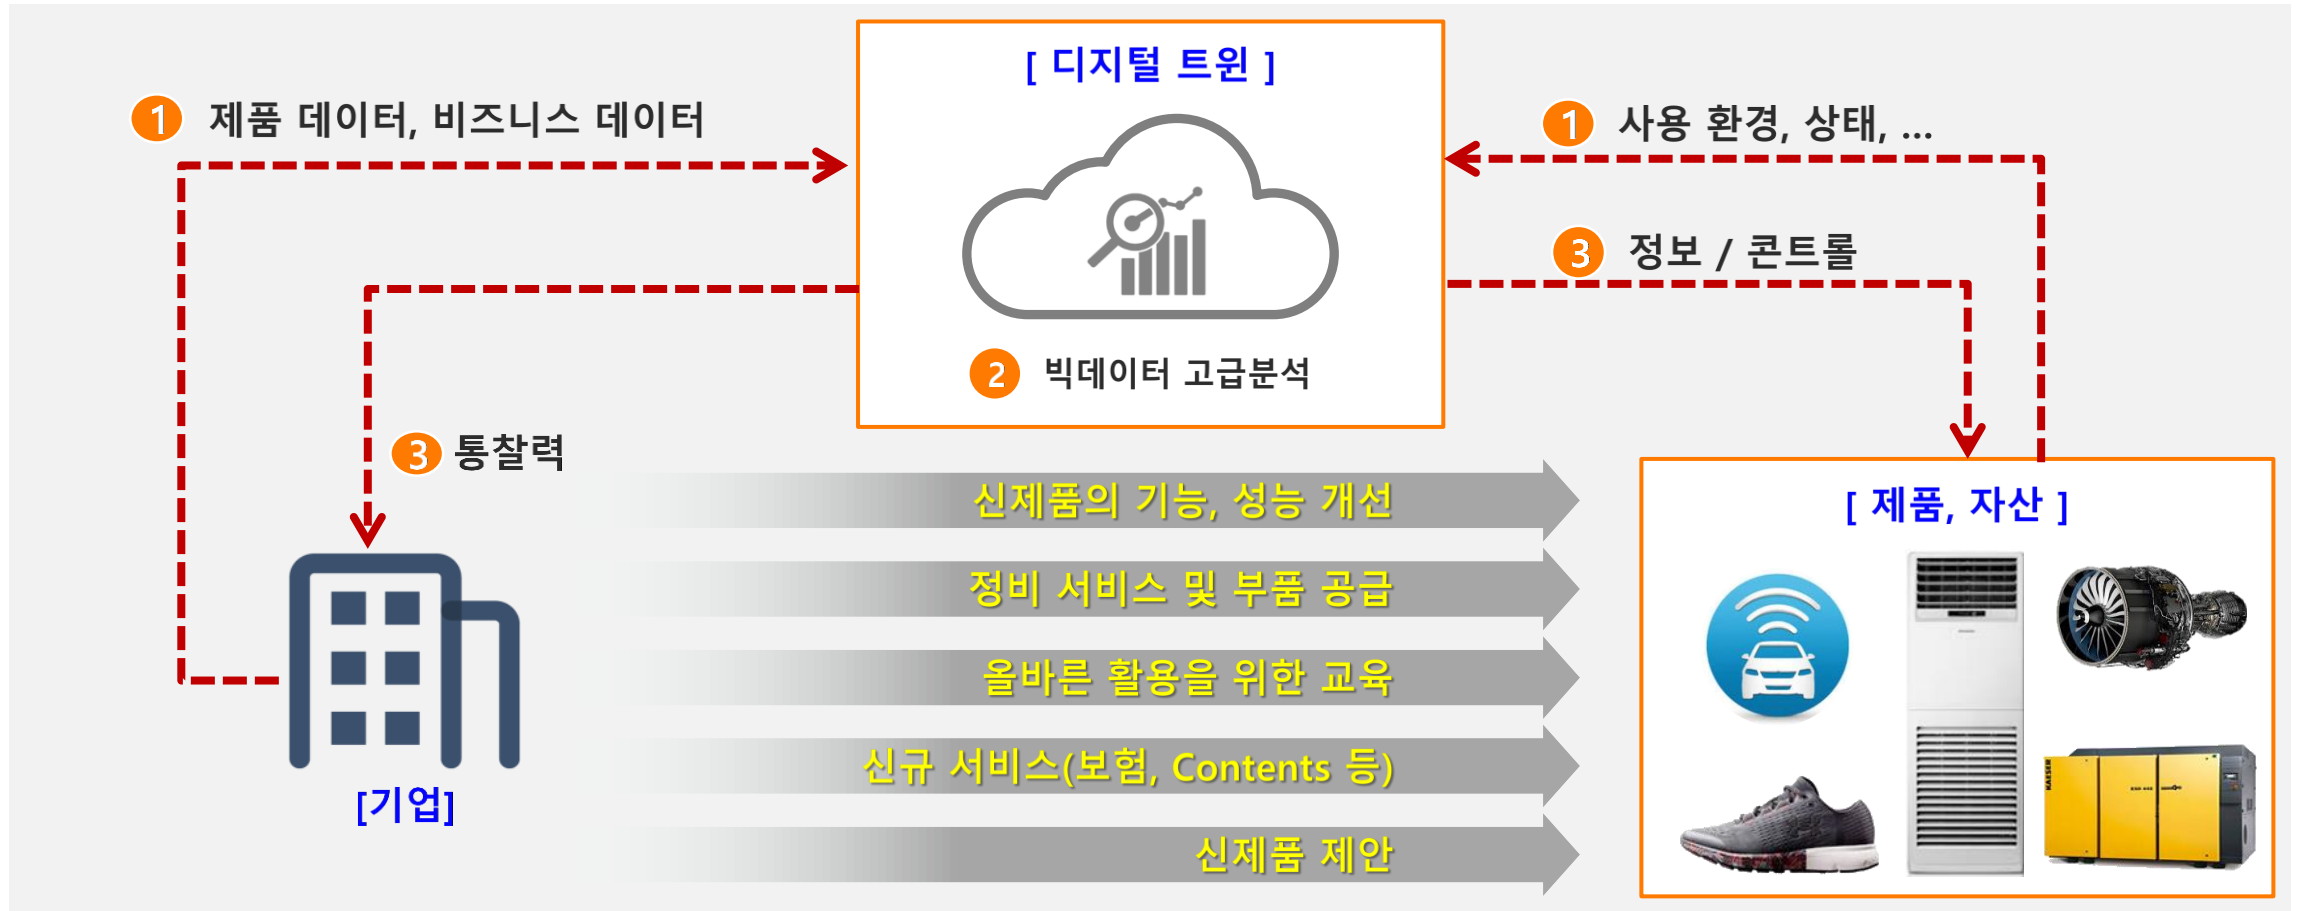 [ 디지털 트윈 ]
1 제품 데이터, 비즈니스 데이터
1 사용 환경, 상태, ...
3 정보 / 콘트롤
2 빅데이터 고급분석
3 통찰력
신제품의 기능, 성능 개선
[ 제품, 자산 ]
정비 서비스 및 부품 공급
올바른 활용을 위한 교육
신규 서비스(보험, Contents 등)
KAESER
[기업]
신제품 제안